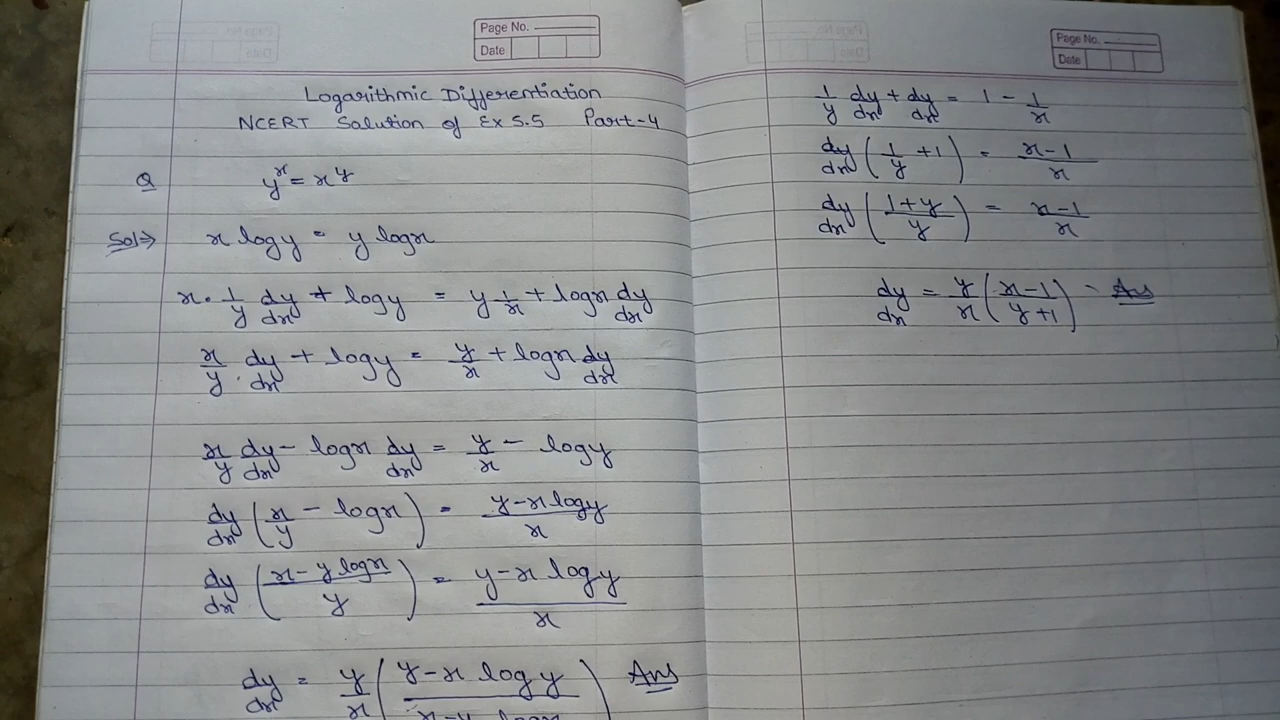 Page No.
Date
Logarithmic Differentiation
NCERT Solution of Ex 5.5 Part-4
Q y^x = x^y
Sol⇒ x log y = y log x
x · 1/y dy/dx + log y = y 1/x + log x dy/dx
x/y · dy/dx + log y = y/x + log x dy/dx
x/y dy/dx - log x dy/dx = y/x - log y
dy/dx (x/y - log x) = (y - x log y)/x
dy/dx ((x - y log x)/y) = (y - x log y)/x
dy/dx = y/x ((y - x log y)/(x - y log x)) Ans
Page No.
Date
1/y dy/dx + dy/dx = 1 - 1/x
dy/dx (1/y + 1) = (x - 1)/x
dy/dx ((1 + y)/y) = (x - 1)/x
dy/dx = y/x ((x - 1)/(y + 1)) - Ans